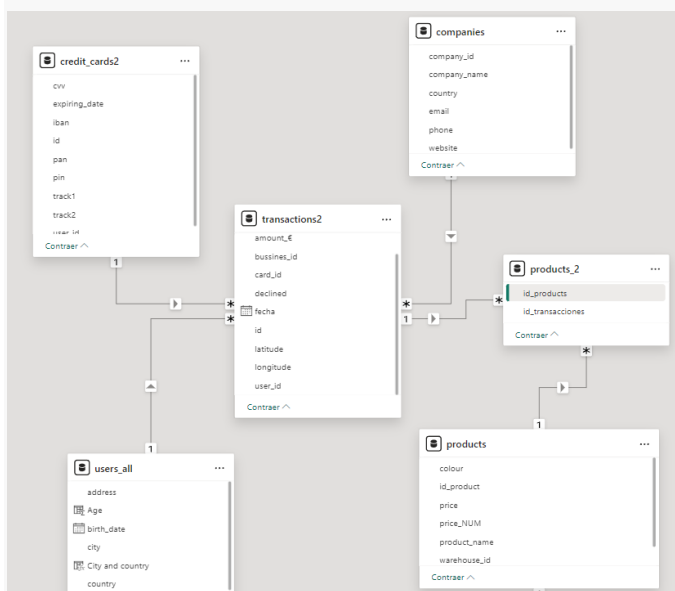 credit_cards2
...
cvv
expiring_date
iban
id
pan
pin
track1
track2
user_id
Contraer
companies
...
company_id
company_name
country
email
phone
website
Contraer
transactions2
...
amount_€
bussines_id
card_id
declined
fecha
id
latitude
longitude
user_id
Contraer
products_2
...
id_products
id_transacciones
Contraer
users_all
...
address
Age
birth_date
city
City and country
country
products
...
colour
id_product
price
price_NUM
product_name
warehouse_id
Contraer
1
*
*
1
*
1
*
*
1
1